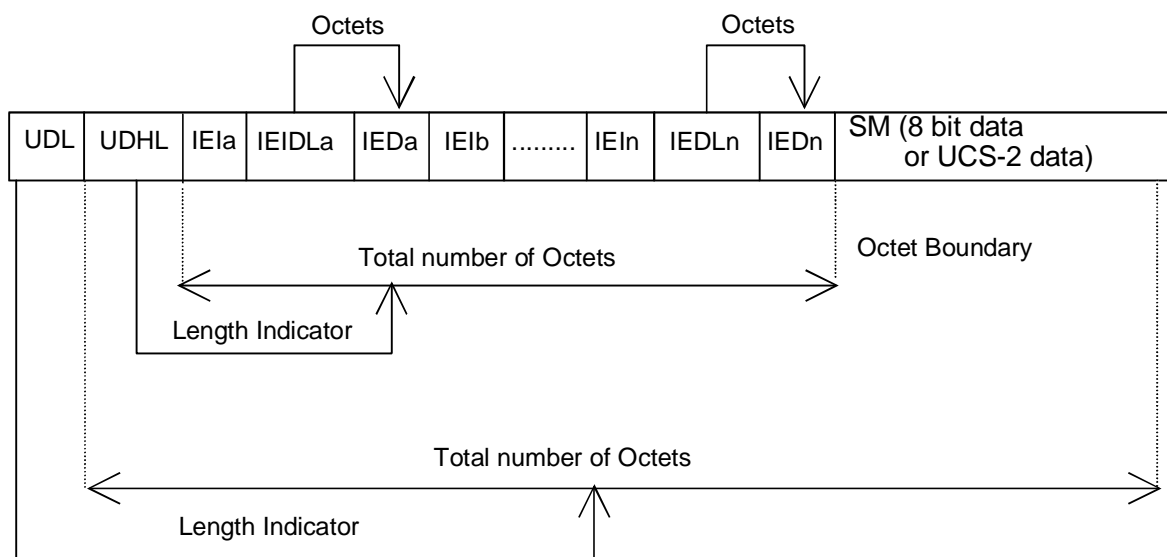 Octets
Octets
UDL
UDHL
IEIa
IEIDLa
IEDa
IEIb
.........
IEIn
IEDLn
IEDn
SM (8 bit data
or UCS-2 data)
Total number of Octets
Octet Boundary
Length Indicator
Total number of Octets
Length Indicator